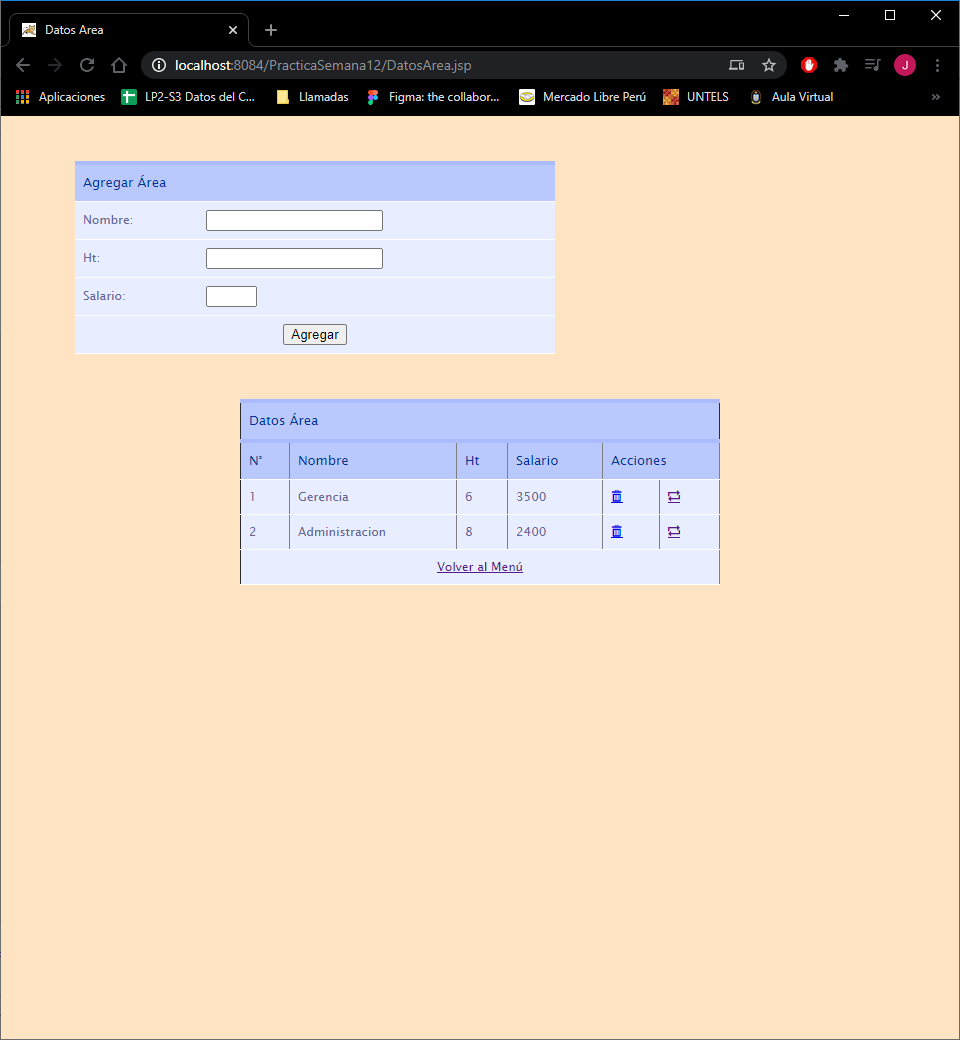 Datos Area
localhost:8084/PracticaSemana12/DatosArea.jsp
J
Aplicaciones LP2-S3 Datos del C... Llamadas Figma: the collabor... Mercado Libre Perú UNTELS Aula Virtual »
Agregar Área
Nombre:
Ht:
Salario:
Agregar
Datos Área
N° Nombre Ht Salario Acciones
1 Gerencia 6 3500
2 Administracion 8 2400
Volver al Menú